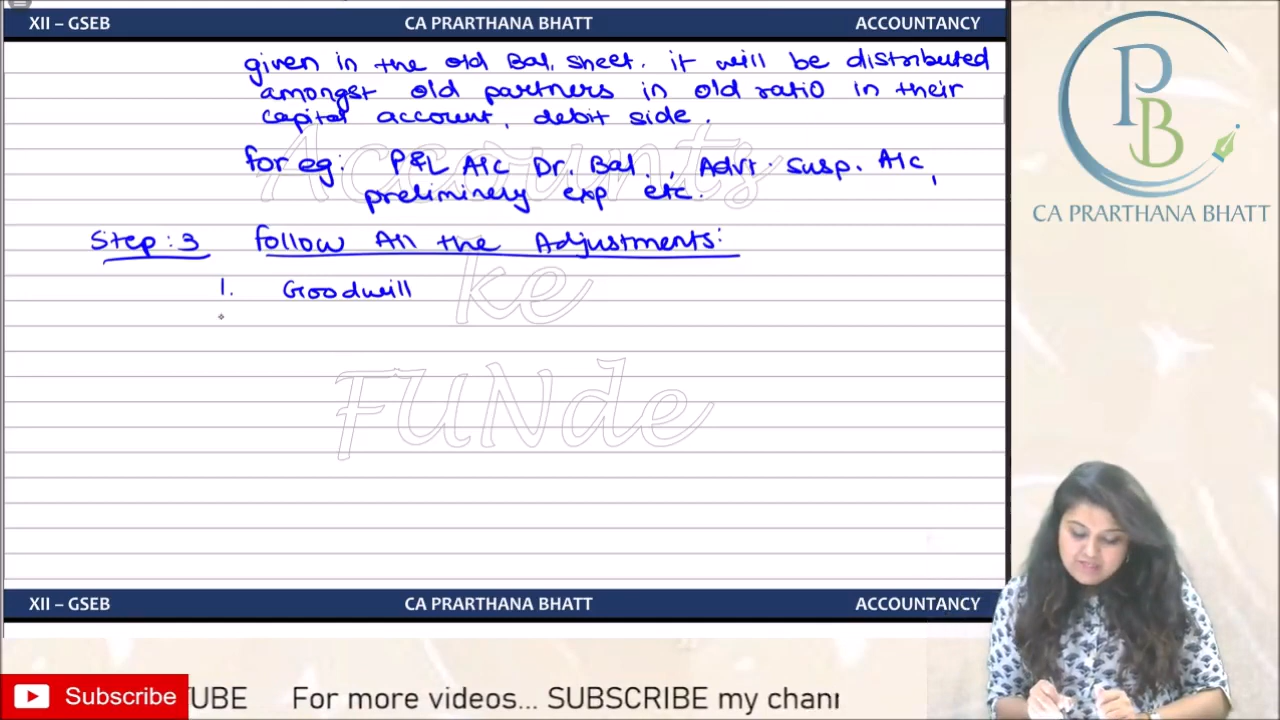 XII – GSEB CA PRARTHANA BHATT ACCOUNTANCY
given in the old Bal. sheet. it will be distributed
amongst old partners in old ratio in their
capital account, debit side.
for eg: P&L A/c Dr. Bal., Advt. susp. A/c,
preliminery exp etc.
Step: 3 follow All the Adjustments:
1. Goodwill
Accounts
ke
FUNde
XII – GSEB CA PRARTHANA BHATT ACCOUNTANCY
PB
CA PRARTHANA BHATT
Subscribe TUBE For more videos... SUBSCRIBE my chan